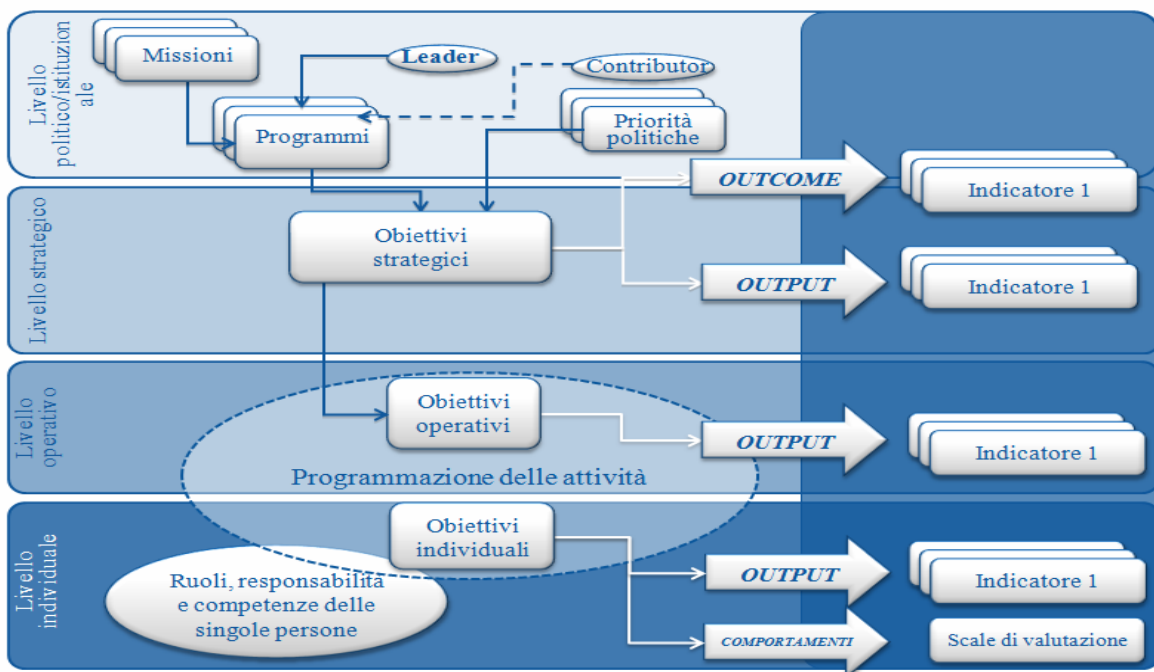 Livello
politico/istituzion
ale
Missioni
Leader
Contributor
Programmi
Priorità
politiche
OUTCOME
Indicatore 1
Livello strategico
Obiettivi
strategici
OUTPUT
Indicatore 1
Livello
operativo
Obiettivi
operativi
OUTPUT
Indicatore 1
Programmazione delle attività
Livello
individuale
Obiettivi
individuali
Ruoli, responsabilità
e competenze delle
singole persone
OUTPUT
Indicatore 1
COMPORTAMENTI
Scale di valutazione